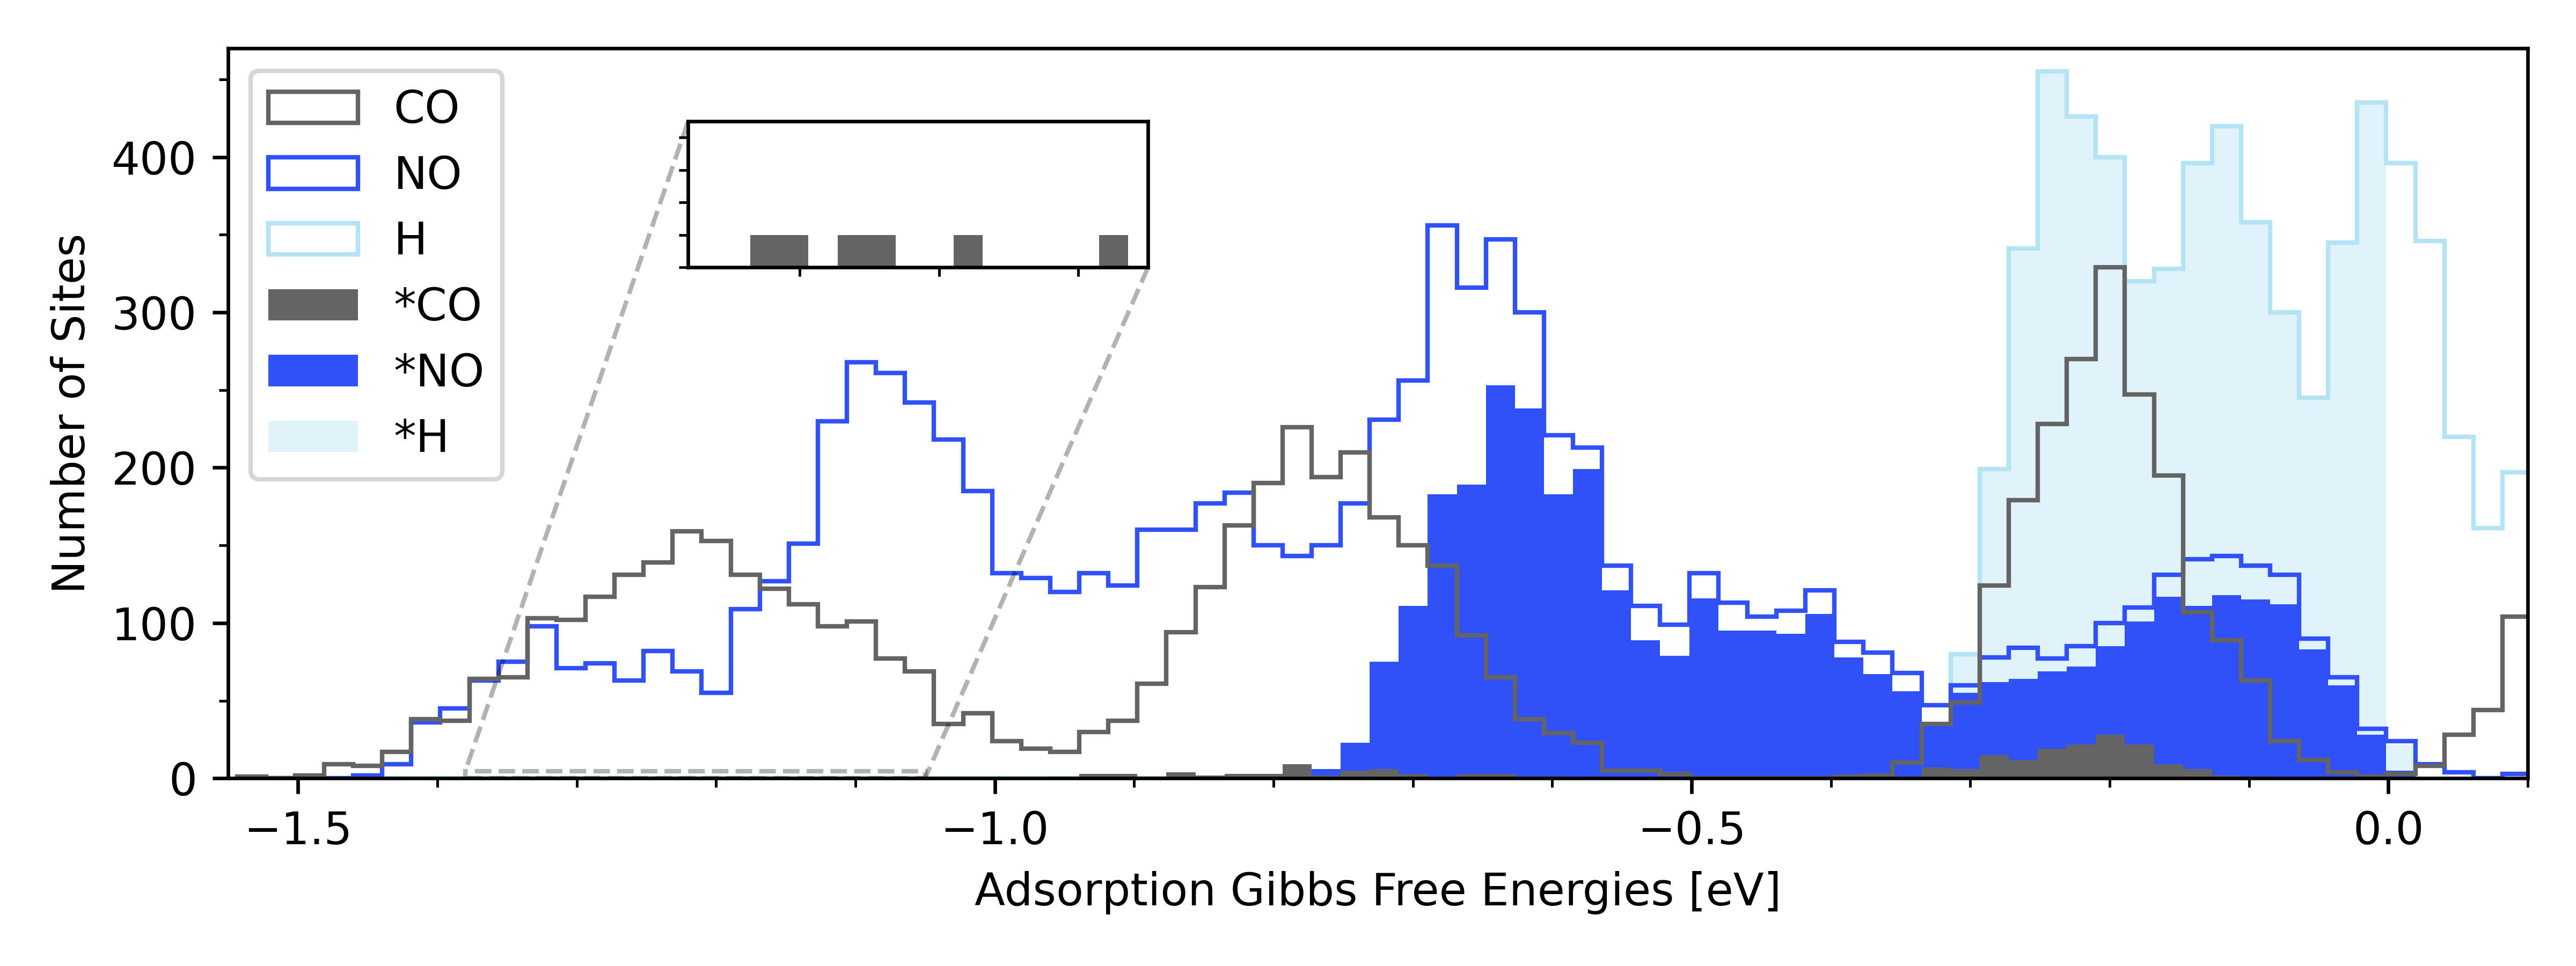 CO
NO
H
*CO
*NO
*H
400
300
200
100
0
Number of Sites
−1.5
−1.0
−0.5
0.0
Adsorption Gibbs Free Energies [eV]